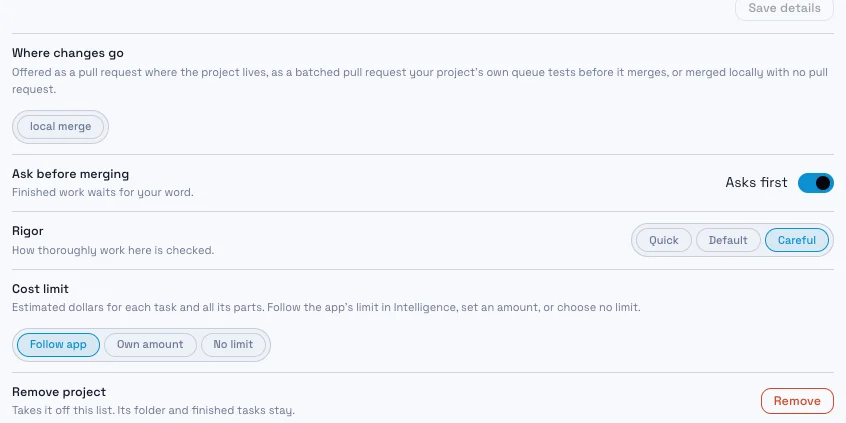 Save details
Where changes go
Offered as a pull request where the project lives, as a batched pull request your project's own queue tests before it merges, or merged locally with no pull
request.
local merge
Ask before merging
Finished work waits for your word.
Asks first
Rigor
How thoroughly work here is checked.
Quick
Default
Careful
Cost limit
Estimated dollars for each task and all its parts. Follow the app's limit in Intelligence, set an amount, or choose no limit.
Follow app
Own amount
No limit
Remove project
Takes it off this list. Its folder and finished tasks stay.
Remove